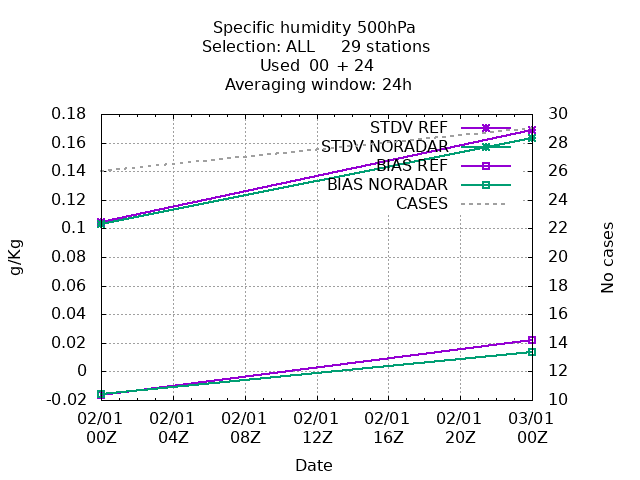 Specific humidity 500hPa
Selection: ALL 29 stations
Used 00 + 24
Averaging window: 24h
STDV REF
STDV NORADAR
BIAS REF
BIAS NORADAR
CASES
0.18
0.16
0.14
0.12
0.1
0.08
0.06
0.04
0.02
0
-0.02
g/Kg
30
28
26
24
22
20
18
16
14
12
10
No cases
02/01 02/01 02/01 02/01 02/01 02/01 03/01
00Z 04Z 08Z 12Z 16Z 20Z 00Z
Date